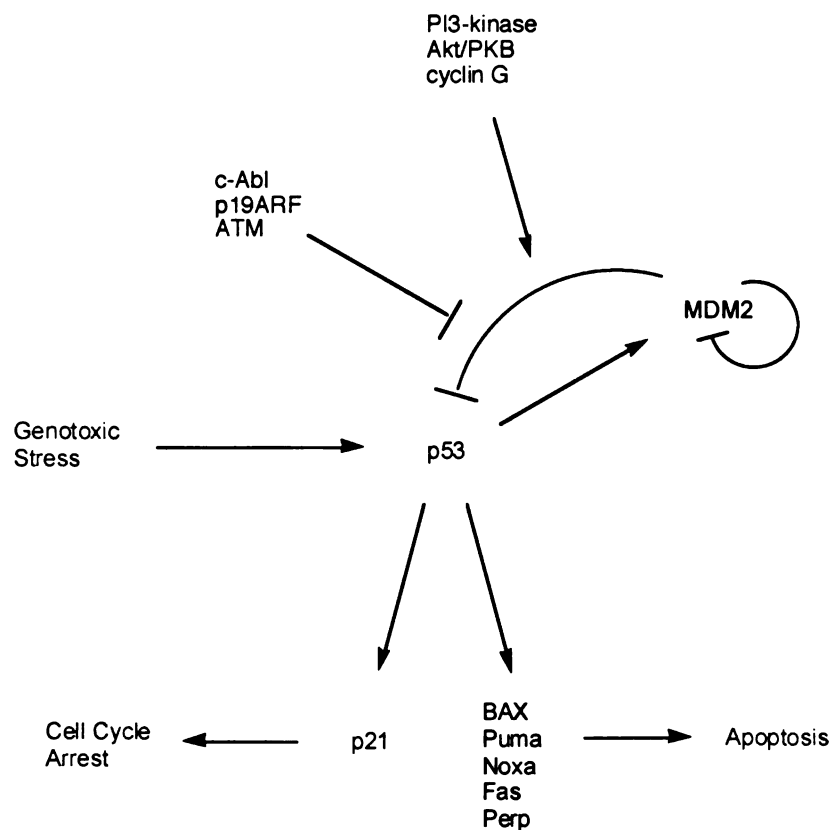 PI3-kinase
Akt/PKB
cyclin G
c-Abl
p19ARF
ATM
MDM2
Genotoxic
Stress
p53
Cell Cycle
Arrest
p21
BAX
Puma
Noxa
Fas
Perp
Apoptosis